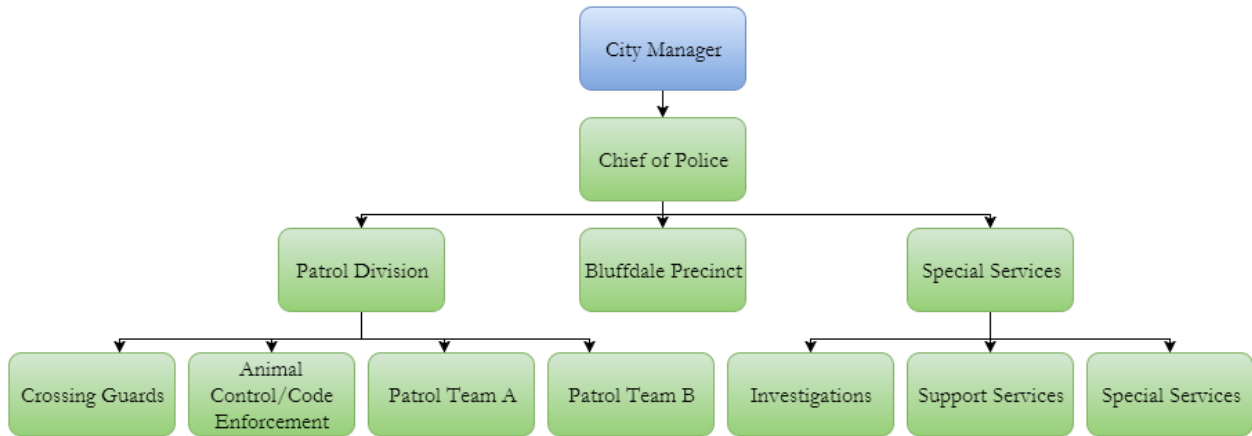 City Manager
Chief of Police
Patrol Division
Bluffdale Precinct
Special Services
Crossing Guards
Animal
Control/Code
Enforcement
Patrol Team A
Patrol Team B
Investigations
Support Services
Special Services